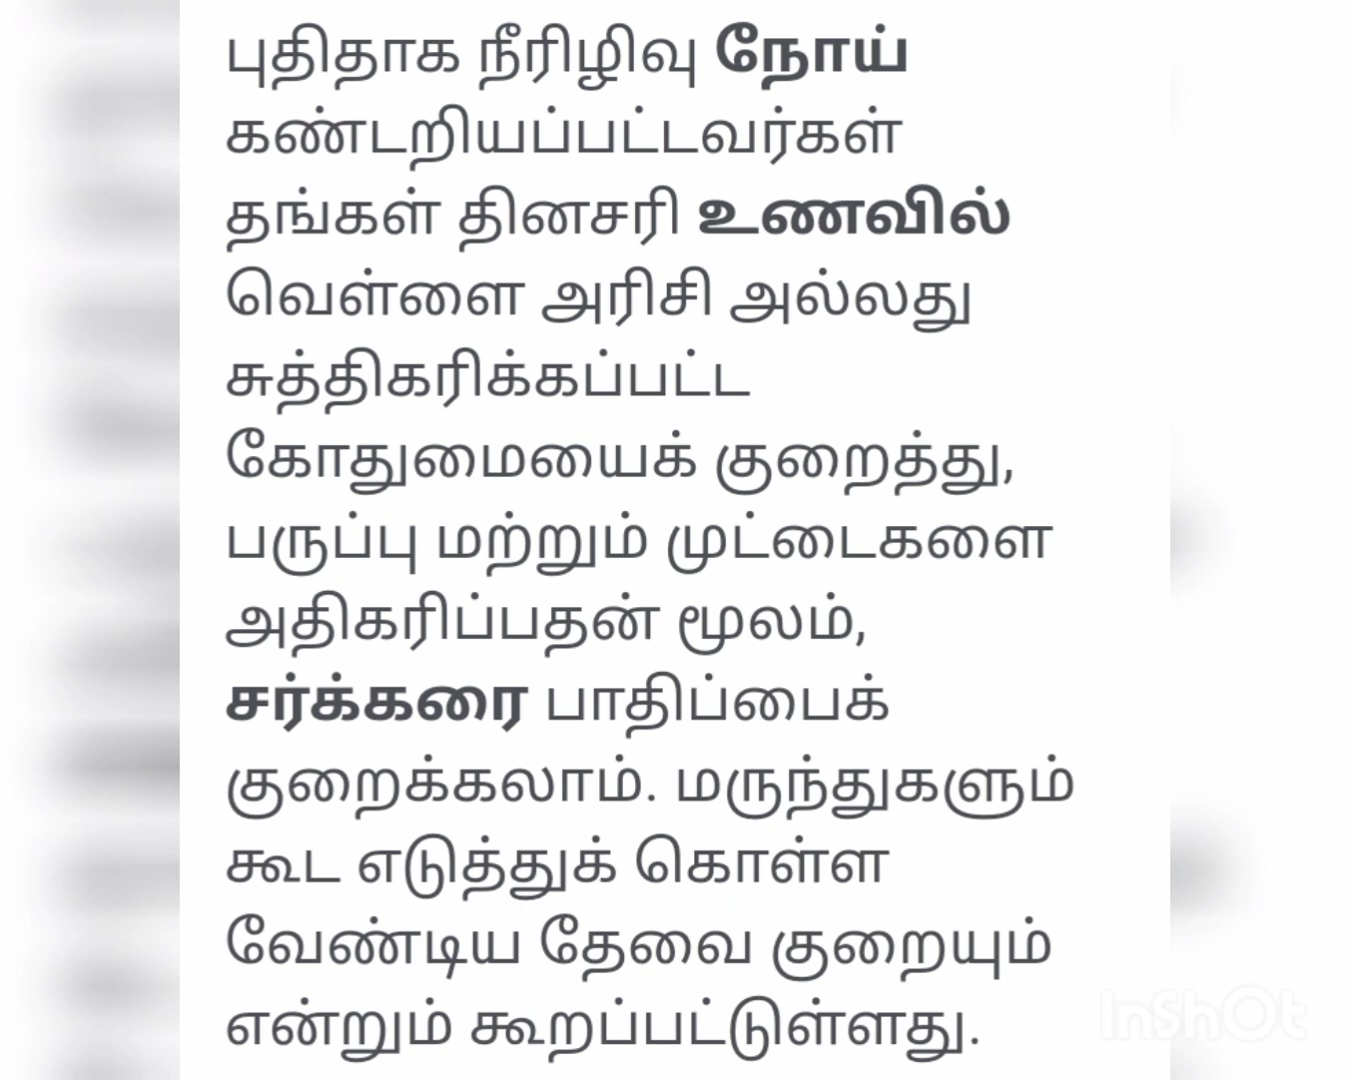 புதிதாக நீரிழிவு நோய்
கண்டறியப்பட்டவர்கள்
தங்கள் தினசரி உணவில்
வெள்ளை அரிசி அல்லது
சுத்திகரிக்கப்பட்ட
கோதுமையைக் குறைத்து,
பருப்பு மற்றும் முட்டைகளை
அதிகரிப்பதன் மூலம்,
சர்க்கரை பாதிப்பைக்
குறைக்கலாம். மருந்துகளும்
கூட எடுத்துக் கொள்ள
வேண்டிய தேவை குறையும்
என்றும் கூறப்பட்டுள்ளது.
InShOt